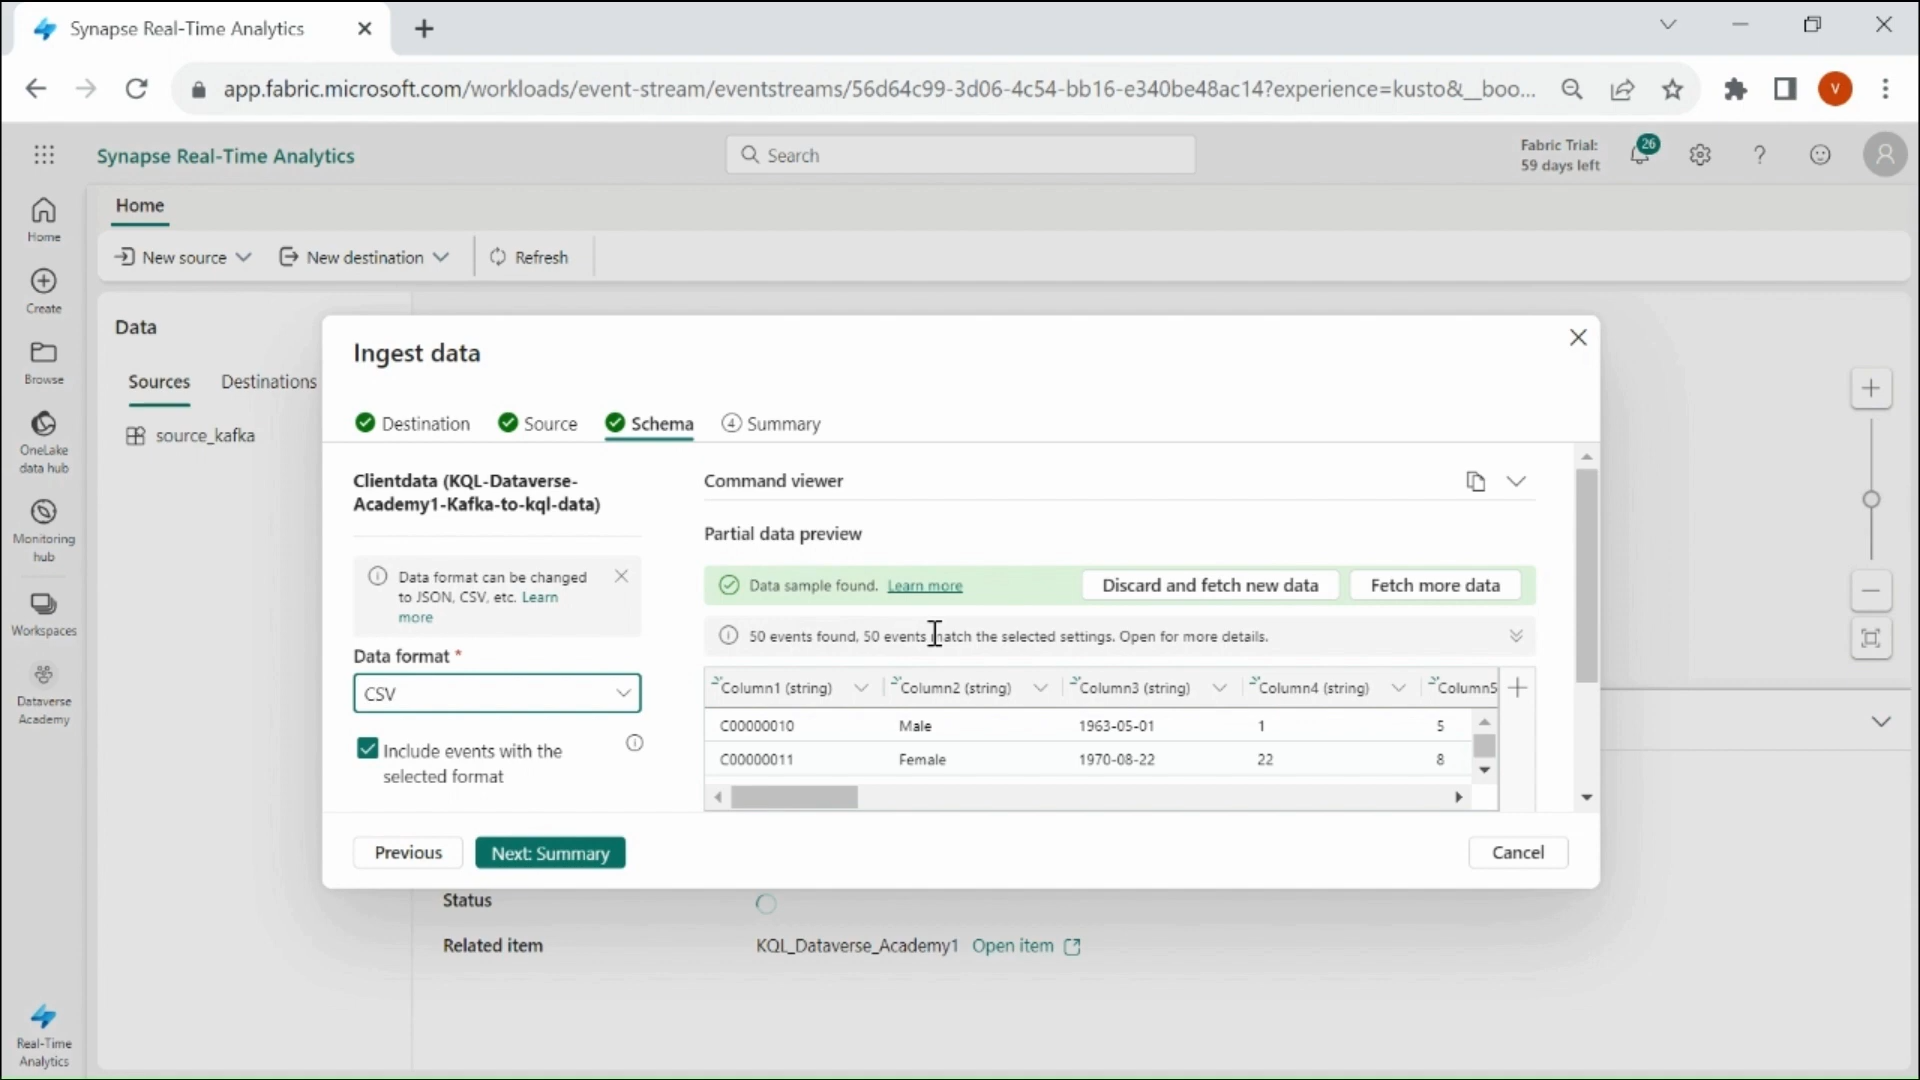 Synapse Real-Time Analytics
app.fabric.microsoft.com/workloads/event-stream/eventstreams/56d64c99-3d06-4c54-bb16-e340be48ac14?experience=kusto&__boo...
V
Synapse Real-Time Analytics
Search
Fabric Trial:
59 days left
26
Home
Home
New source
New destination
Refresh
Create
Browse
OneLake
data hub
Monitoring
hub
Workspaces
Dataverse
Academy
Real-Time
Analytics
Data
Sources
Destinations
source_kafka
Ingest data
Destination
Source
Schema
4 Summary
Clientdata (KQL-Dataverse-
Academy1-Kafka-to-kql-data)
Data format can be changed
to JSON, CSV, etc. Learn
more
Data format *
CSV
Include events with the
selected format
Command viewer
Partial data preview
Data sample found. Learn more
Discard and fetch new data
Fetch more data
50 events found, 50 events match the selected settings. Open for more details.
Column1 (string) Column2 (string) Column3 (string) Column4 (string) Column5
C00000010 Male 1963-05-01 1 5
C00000011 Female 1970-08-22 22 8
Previous
Next: Summary
Cancel
Status
Related item
KQL_Dataverse_Academy1 Open item